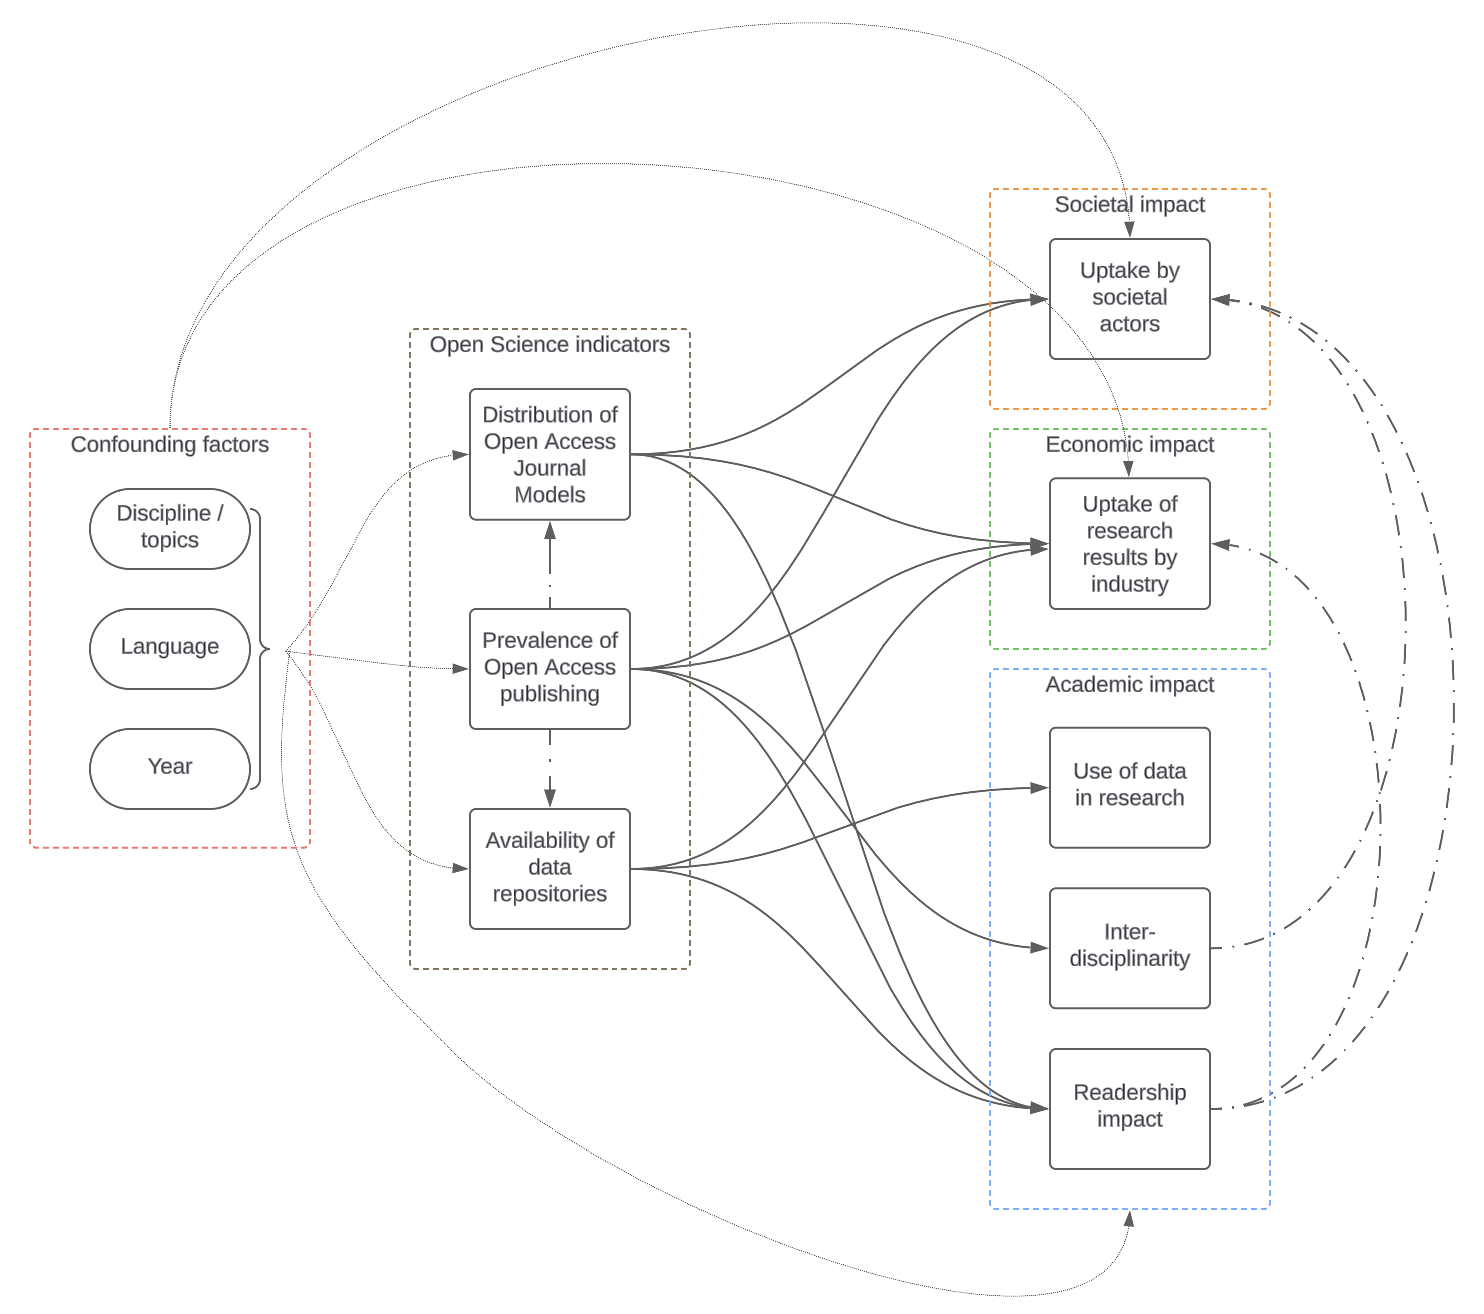 Confounding factors
Discipline /
topics
Language
Year
Open Science indicators
Distribution of
Open Access
Journal
Models
Prevalence of
Open Access
publishing
Availability of
data
repositories
Societal impact
Uptake by
societal
actors
Economic impact
Uptake of
research
results by
industry
Academic impact
Use of data
in research
Inter-
disciplinarity
Readership
impact